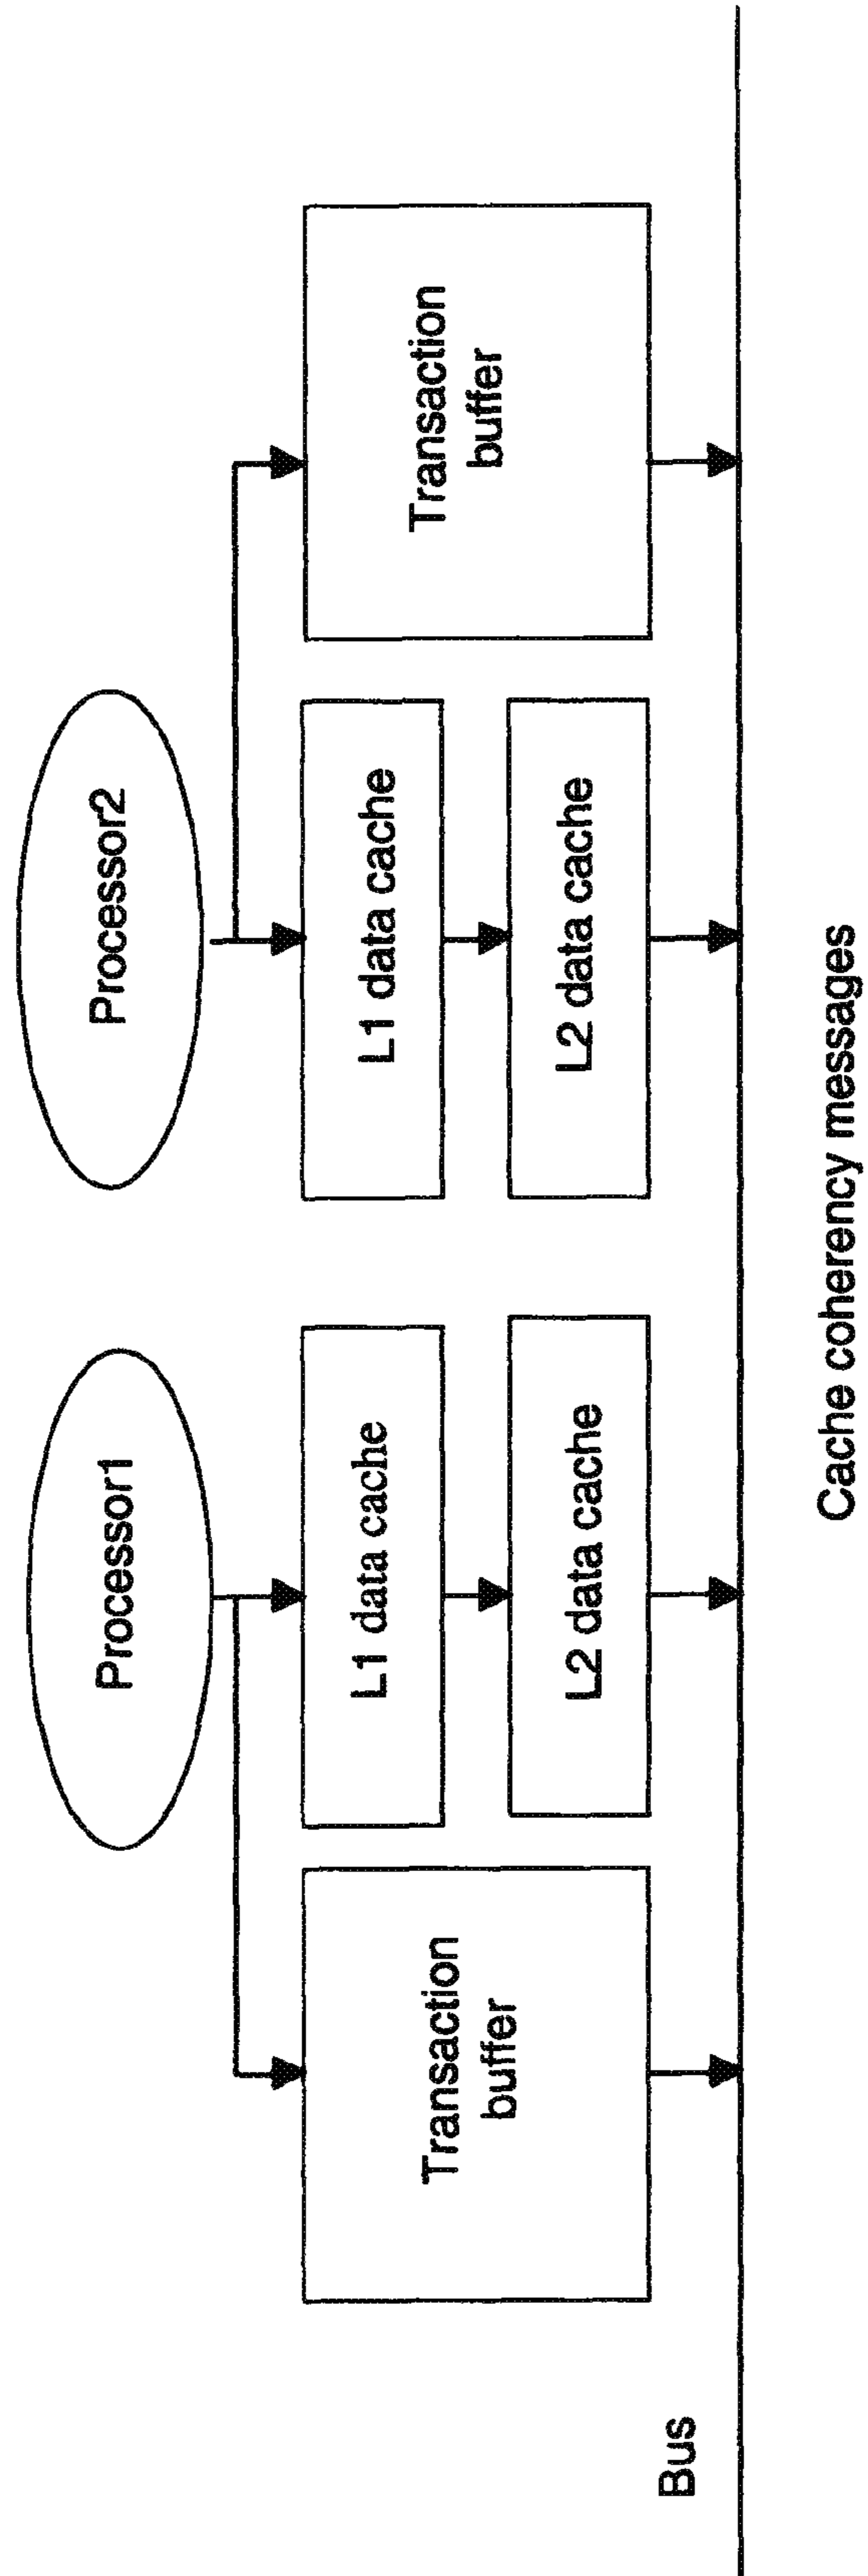 Processor1
Processor2
Transaction
buffer
L1 data cache
L1 data cache
Transaction
buffer
L2 data cache
L2 data cache
Bus
Cache coherency messages